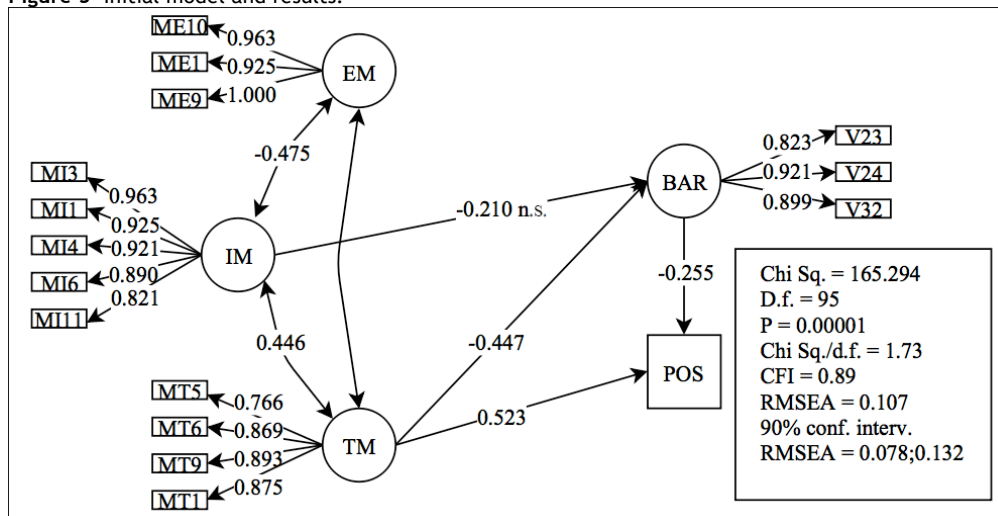 Figure 3 Initial model and results.
ME10
0.963
ME1
0.925
ME9
1.000
EM
-0.475
MI3
0.963
MI1
0.925
MI4
0.921
MI6
0.890
MI11
0.821
IM
-0.210 n.s.
BAR
0.823
V23
0.921
V24
0.899
V32
-0.255
0.446
-0.447
POS
MT5
0.766
MT6
0.869
MT9
0.893
MT1
0.875
TM
0.523
Chi Sq. = 165.294
D.f. = 95
P = 0.00001
Chi Sq./d.f. = 1.73
CFI = 0.89
RMSEA = 0.107
90% conf. interv.
RMSEA = 0.078;0.132